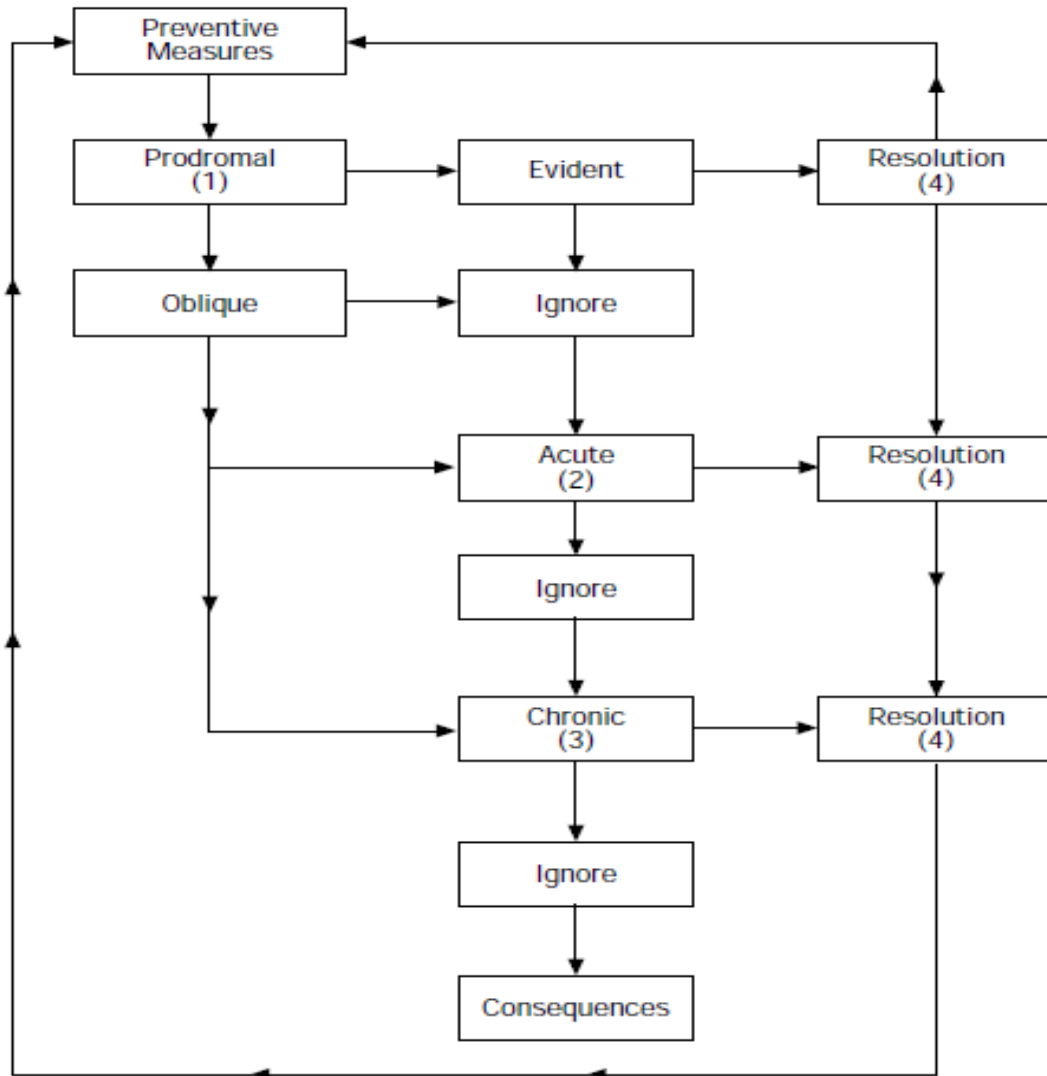 Preventive
Measures
Prodromal
(1)
Evident
Resolution
(4)
Oblique
Ignore
Acute
(2)
Resolution
(4)
Ignore
Chronic
(3)
Resolution
(4)
Ignore
Consequences